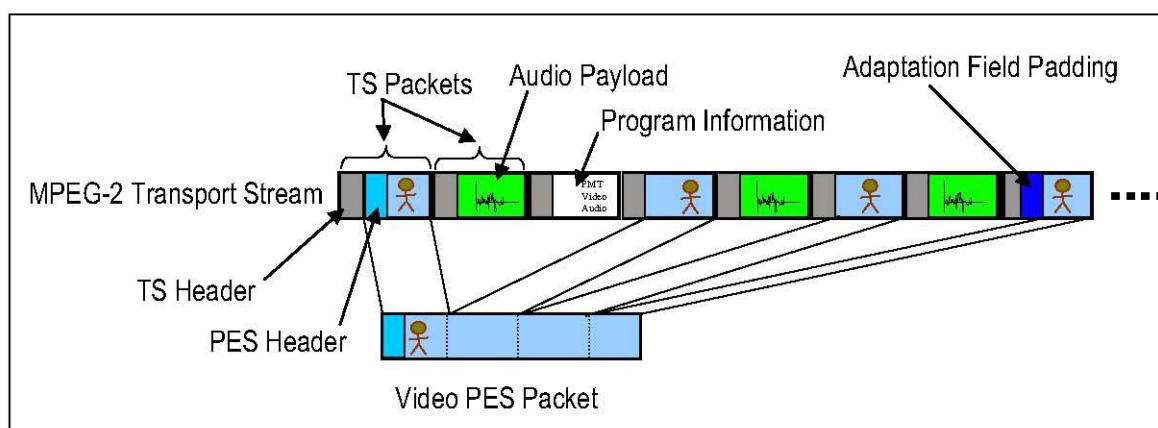 Audio Payload
Adaptation Field Padding
TS Packets
Program Information
MPEG-2 Transport Stream
PMT
Video
Audio
TS Header
PES Header
Video PES Packet